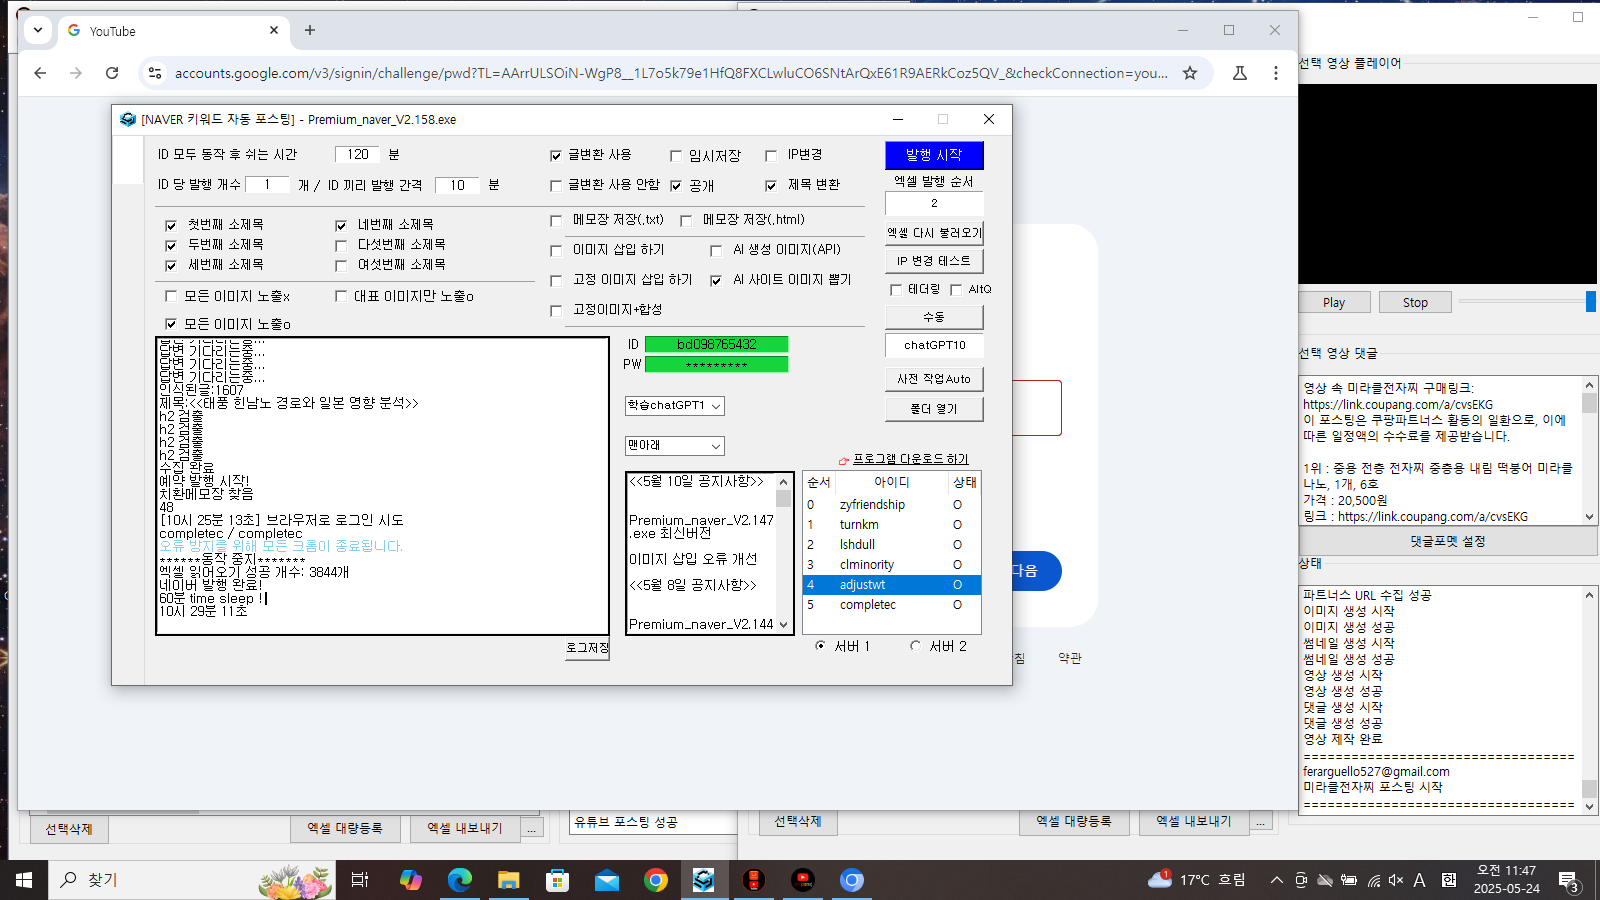 YouTube
accounts.google.com/v3/signin/challenge/pwd?TL=AArrULSOiN-WgP8__1L7o5k79e1HfQ8FXCLwluCO6SNtArQxE61R9AERkCoz5QV_&checkConnection=you...
[NAVER 키워드 자동 포스팅] - Premium_naver_V2.158.exe
ID 모두 동작 후 쉬는 시간 120 분
ID 당 발행 개수 1 개 / ID 끼리 발행 간격 10 분
글변환 사용 임시저장 IP변경
글변환 사용 안함 공개 제목 변환
첫번째 소제목 네번째 소제목
두번째 소제목 다섯번째 소제목
세번째 소제목 여섯번째 소제목
모든 이미지 노출x 대표 이미지만 노출o
모든 이미지 노출o
메모장 저장(.txt) 메모장 저장(.html)
이미지 삽입 하기 AI 생성 이미지(API)
고정 이미지 삽입 하기 AI 사이트 이미지 뽑기
고정이미지+합성
발행 시작
엑셀 발행 순서
2
엑셀 다시 불러오기
IP 변경 테스트
테더링 AltQ
수동
chatGPT10
사전 작업Auto
폴더 열기
답변 기다리는중...
답변 기다리는중...
답변 기다리는중...
답변 기다리는중...
인식된글:1607
제목:<<태풍 힌남노 경로와 일본 영향 분석>>
h2 검출
h2 검출
h2 검출
h2 검출
수집 완료
예약 발행 시작!
치환메모장 찾음
48
[10시 25분 13초] 브라우저로 로그인 시도
completec / completec
오류 방지를 위해 모든 크롬이 종료됩니다.
******동작 중지*******
엑셀 읽어오기 성공 개수: 3844개
네이버 발행 완료!
60분 time sleep !
10시 29분 11초
로그저장
ID bd098765432
PW *********
학습chatGPT1
맨아래
<<5월 10일 공지사항>>
Premium_naver_V2.147
.exe 최신버전
이미지 삽입 오류 개선
<<5월 8일 공지사항>>
Premium_naver_V2.144
프로그램 다운로드 하기
순서 아이디 상태
0 zyfriendship O
1 turnkm O
2 lshdull O
3 clminority O
4 adjustwt O
5 completec O
서버 1 서버 2
다음
침 약관
선택 영상 플레이어
Play Stop
선택 영상 댓글
영상 속 미라클전자찌 구매링크:
https://link.coupang.com/a/cvsEKG
이 포스팅은 쿠팡파트너스 활동의 일환으로, 이에
따른 일정액의 수수료를 제공받습니다.
1위 : 중용 전층 전자찌 중층용 내림 떡붕어 미라클
나노, 1개, 6호
가격 : 20,500원
링크 : https://link.coupang.com/a/cvsEKG
댓글포멧 설정
상태
파트너스 URL 수집 성공
이미지 생성 시작
이미지 생성 성공
썸네일 생성 시작
썸네일 생성 성공
영상 생성 시작
영상 생성 성공
댓글 생성 시작
댓글 생성 성공
영상 제작 완료
==================================
ferarguello527@gmail.com
미라클전자찌 포스팅 시작
==================================
선택삭제 엑셀 대량등록 엑셀 내보내기 ...
유튜브 포스팅 성공
선택삭제 엑셀 대량등록 엑셀 내보내기 ...
찾기
1
17°C 흐림
A 한
오전 11:47
2025-05-24
3